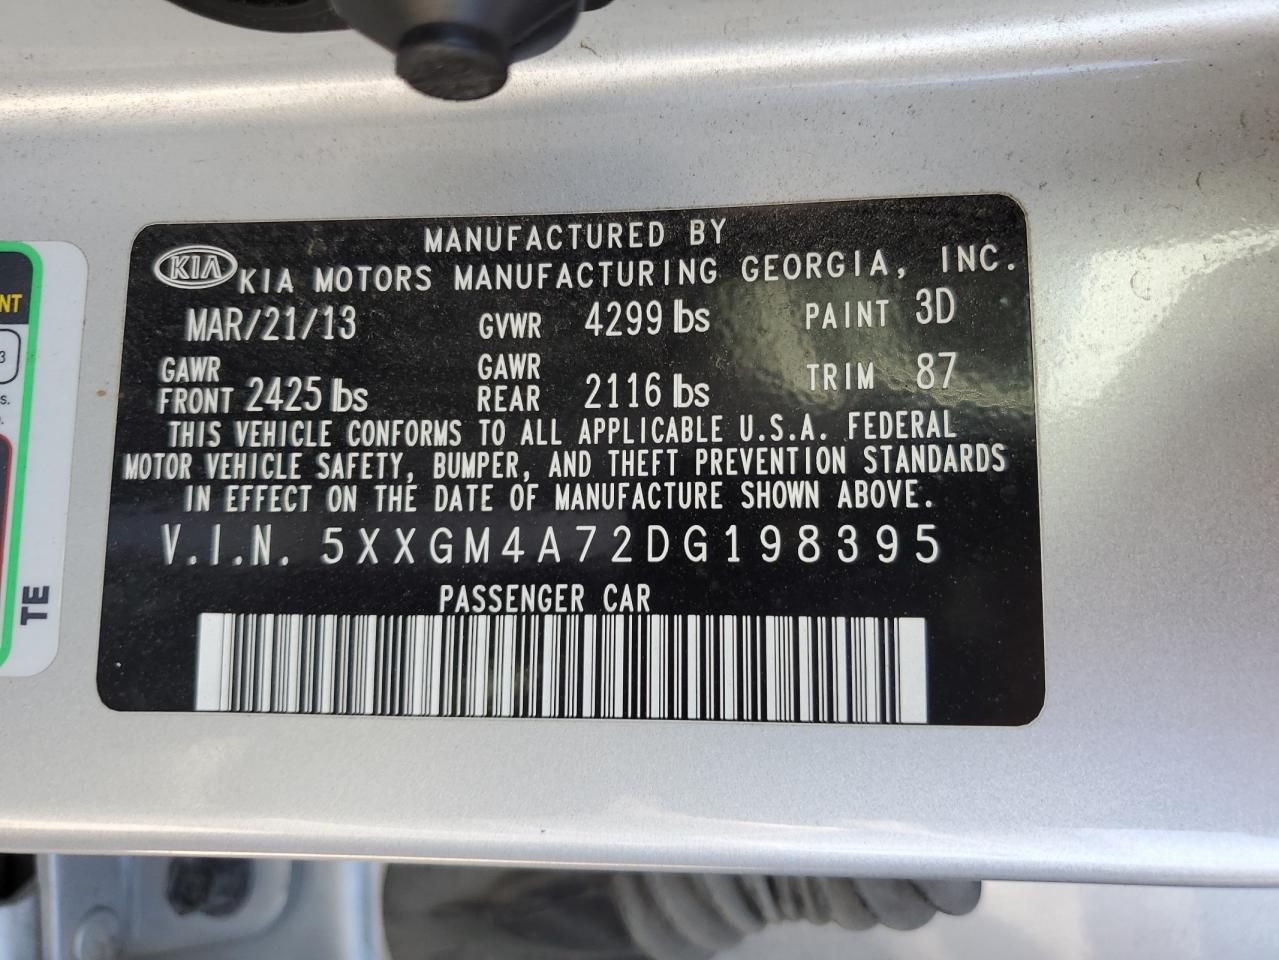 MANUFACTURED BY
KIA KIA MOTORS MANUFACTURING GEORGIA, INC.
MAR/21/13 GVWR 4299 lbs PAINT 3D
GAWR FRONT 2425 lbs GAWR REAR 2116 lbs TRIM 87
THIS VEHICLE CONFORMS TO ALL APPLICABLE U.S.A. FEDERAL
MOTOR VEHICLE SAFETY, BUMPER, AND THEFT PREVENTION STANDARDS
IN EFFECT ON THE DATE OF MANUFACTURE SHOWN ABOVE.
V.I.N. 5XXGM4A72DG198395
PASSENGER CAR
TE